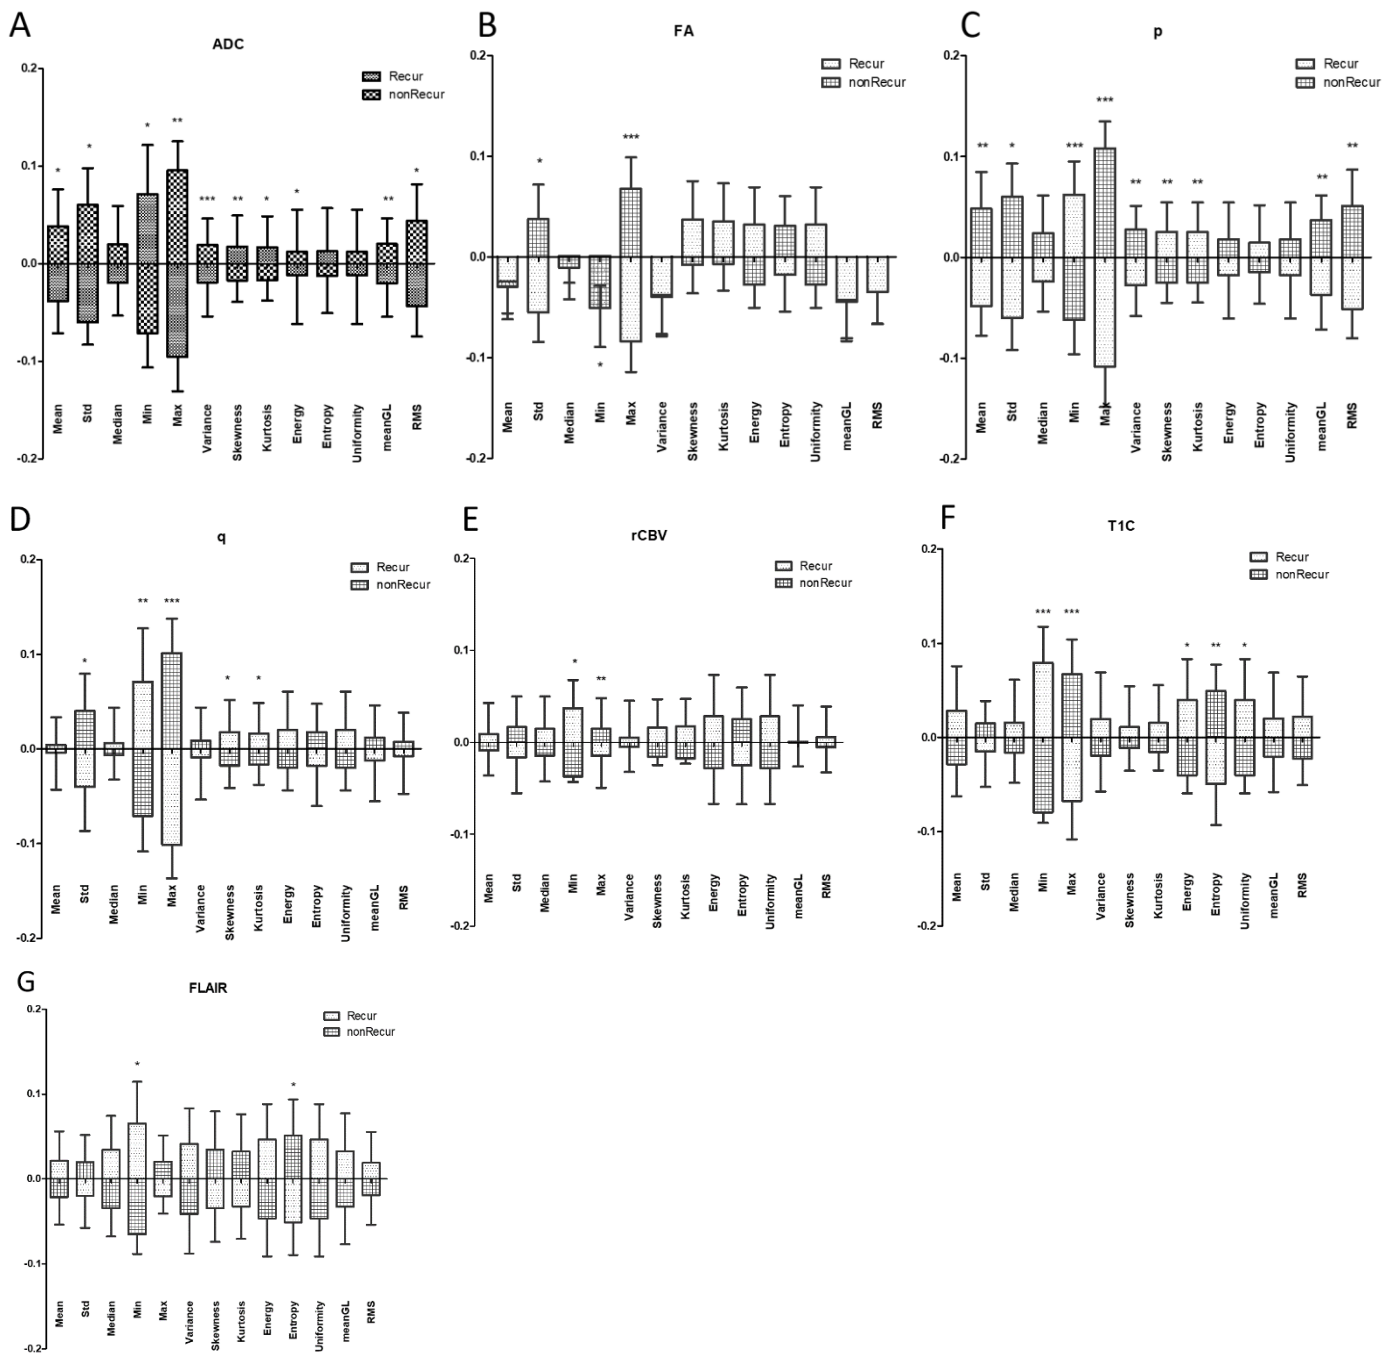 A
ADC
Recur
nonRecur
0.2
0.1
0.0
-0.1
-0.2
* * * ** *** ** * * ** *
Mean Std Median Min Max Variance Skewness Kurtosis Energy Entropy Uniformity meanGL RMS
B
FA
Recur
nonRecur
0.2
0.1
0.0
-0.1
-0.2
* * ***
Mean Std Median Min Max Variance Skewness Kurtosis Energy Entropy Uniformity meanGL RMS
C
p
Recur
nonRecur
0.2
0.1
0.0
-0.1
-0.2
** * *** *** ** ** ** ** **
Mean Std Median Min Max Variance Skewness Kurtosis Energy Entropy Uniformity meanGL RMS
D
q
Recur
nonRecur
0.2
0.1
0.0
-0.1
-0.2
* ** *** * *
Mean Std Median Min Max Variance Skewness Kurtosis Energy Entropy Uniformity meanGL RMS
E
rCBV
Recur
nonRecur
0.2
0.1
0.0
-0.1
-0.2
* **
Mean Std Median Min Max Variance Skewness Kurtosis Energy Entropy Uniformity meanGL RMS
F
T1C
Recur
nonRecur
0.2
0.1
0.0
-0.1
-0.2
*** *** * ** *
Mean Std Median Min Max Variance Skewness Kurtosis Energy Entropy Uniformity meanGL RMS
G
FLAIR
Recur
nonRecur
0.2
0.1
0.0
-0.1
-0.2
* *
Mean Std Median Min Max Variance Skewness Kurtosis Energy Entropy Uniformity meanGL RMS